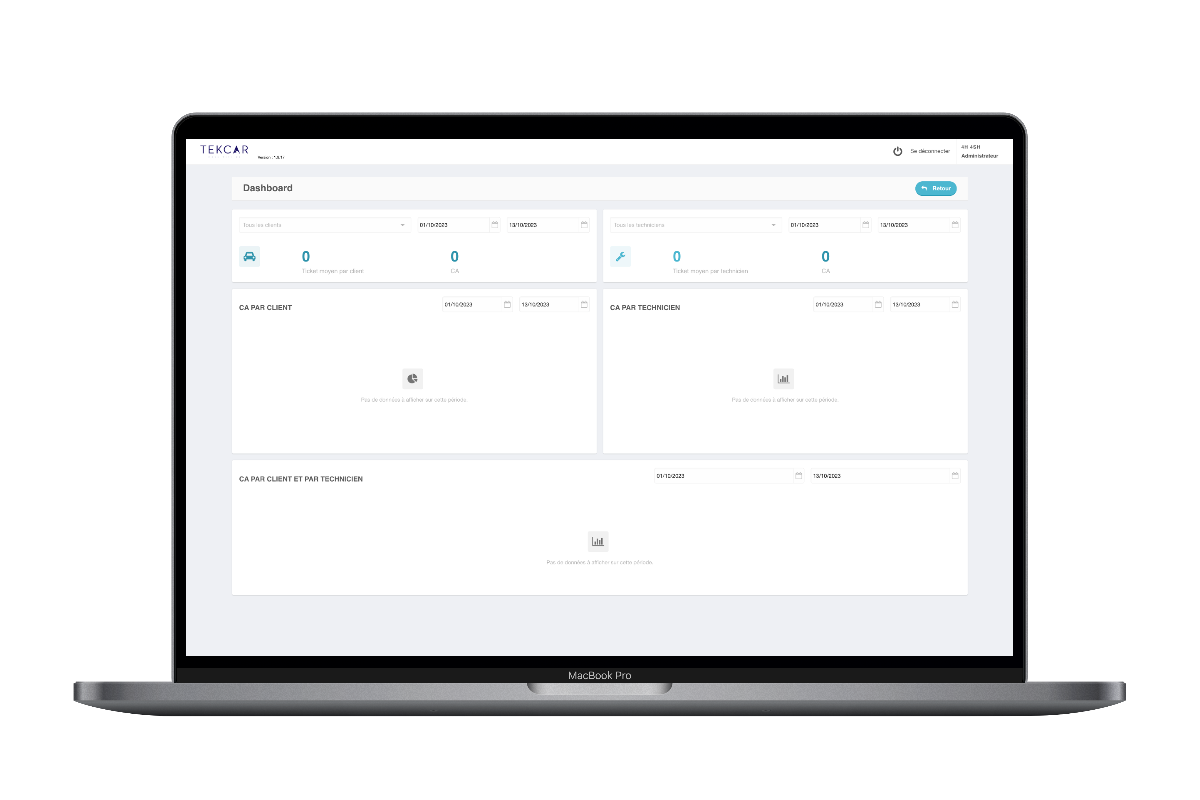 TEKCAR
Se déconnecter
Administrateur
Dashboard
Retour
Tous les clients
01/10/2023
13/10/2023
Tous les techniciens
01/10/2023
13/10/2023
0
Ticket moyen par client
0
CA
0
Ticket moyen par technicien
0
CA
CA PAR CLIENT
01/10/2023
13/10/2023
CA PAR TECHNICIEN
01/10/2023
13/10/2023
Pas de données à afficher sur cette période.
Pas de données à afficher sur cette période.
CA PAR CLIENT ET PAR TECHNICIEN
01/10/2023
13/10/2023
Pas de données à afficher sur cette période.
MacBook Pro